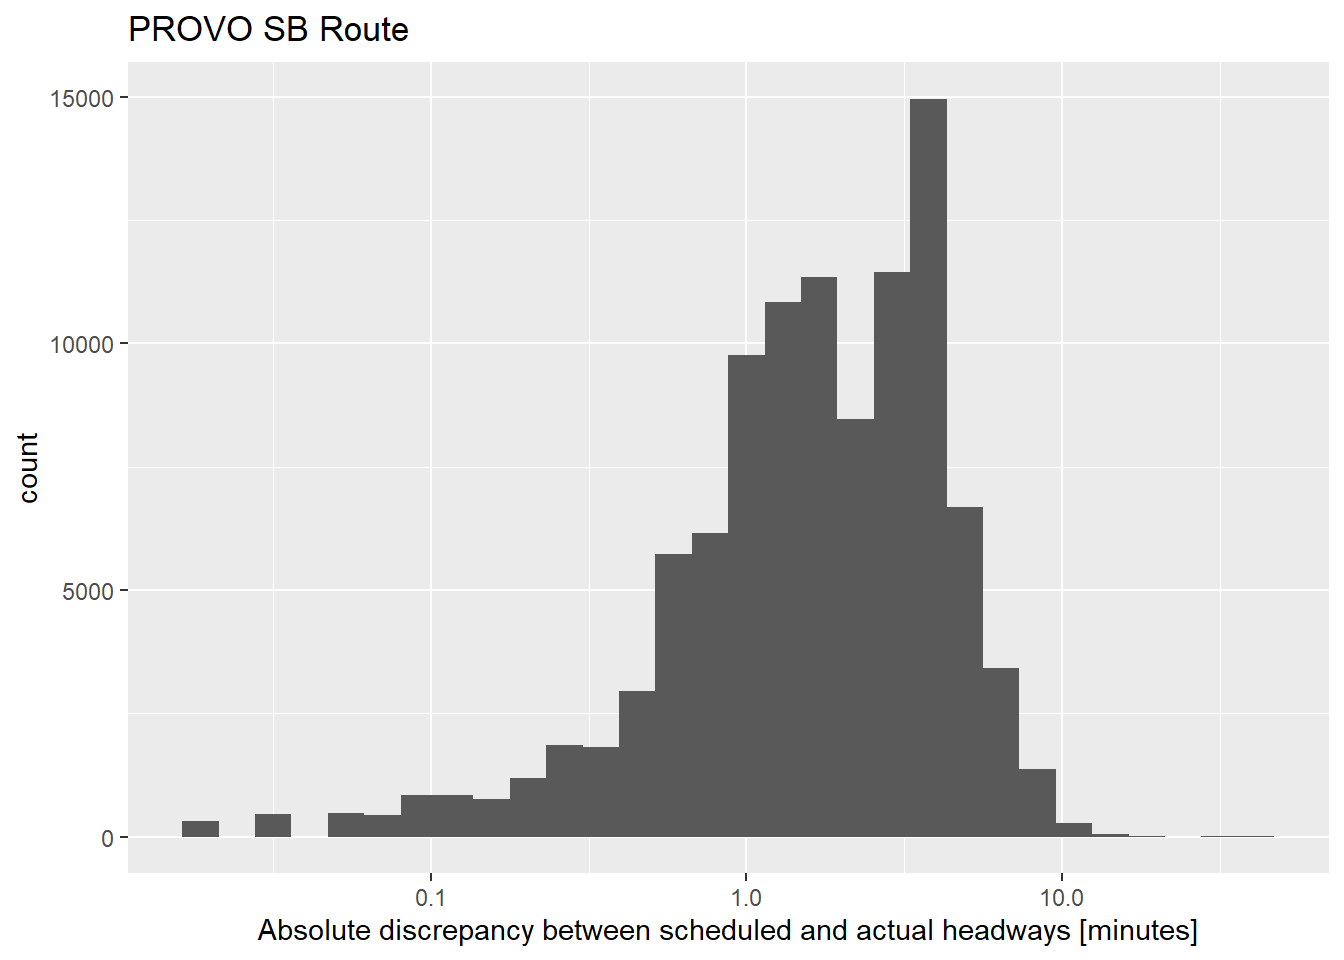 PROVO SB Route
15000
10000
5000
0
count
0.1 1.0 10.0
Absolute discrepancy between scheduled and actual headways [minutes]